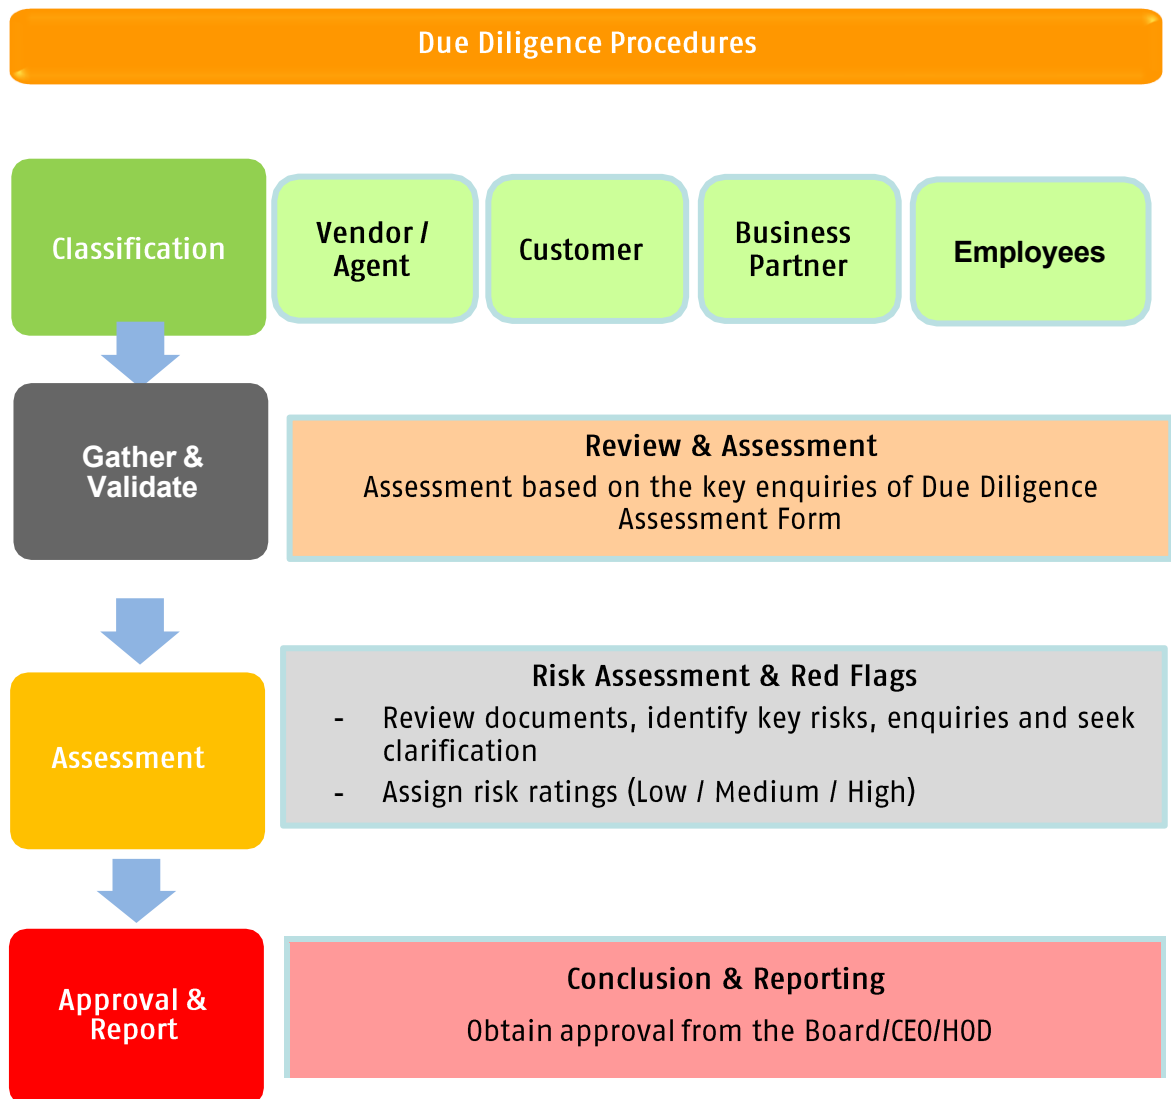 Due Diligence Procedures
Classification
Vendor /
Agent
Customer
Business
Partner
Employees
Gather &
Validate
Review & Assessment
Assessment based on the key enquiries of Due Diligence
Assessment Form
Assessment
Risk Assessment & Red Flags
- Review documents, identify key risks, enquiries and seek
clarification
- Assign risk ratings (Low / Medium / High)
Approval &
Report
Conclusion & Reporting
Obtain approval from the Board/CEO/HOD